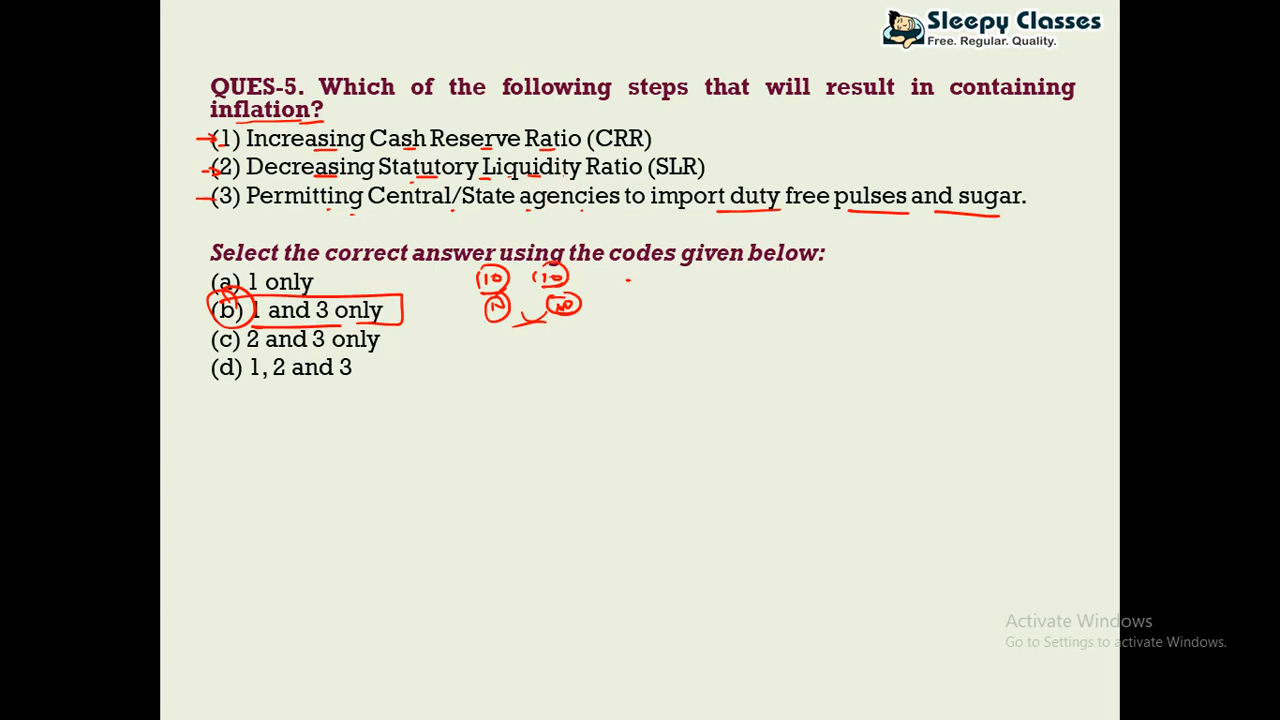 Sleepy Classes
Free. Regular. Quality.
QUES-5. Which of the following steps that will result in containing
inflation?
(1) Increasing Cash Reserve Ratio (CRR)
(2) Decreasing Statutory Liquidity Ratio (SLR)
(3) Permitting Central/State agencies to import duty free pulses and sugar.
Select the correct answer using the codes given below:
(a) 1 only
10 10
(b) 1 and 3 only
2
(c) 2 and 3 only
(d) 1, 2 and 3
Activate Windows
Go to Settings to activate Windows.